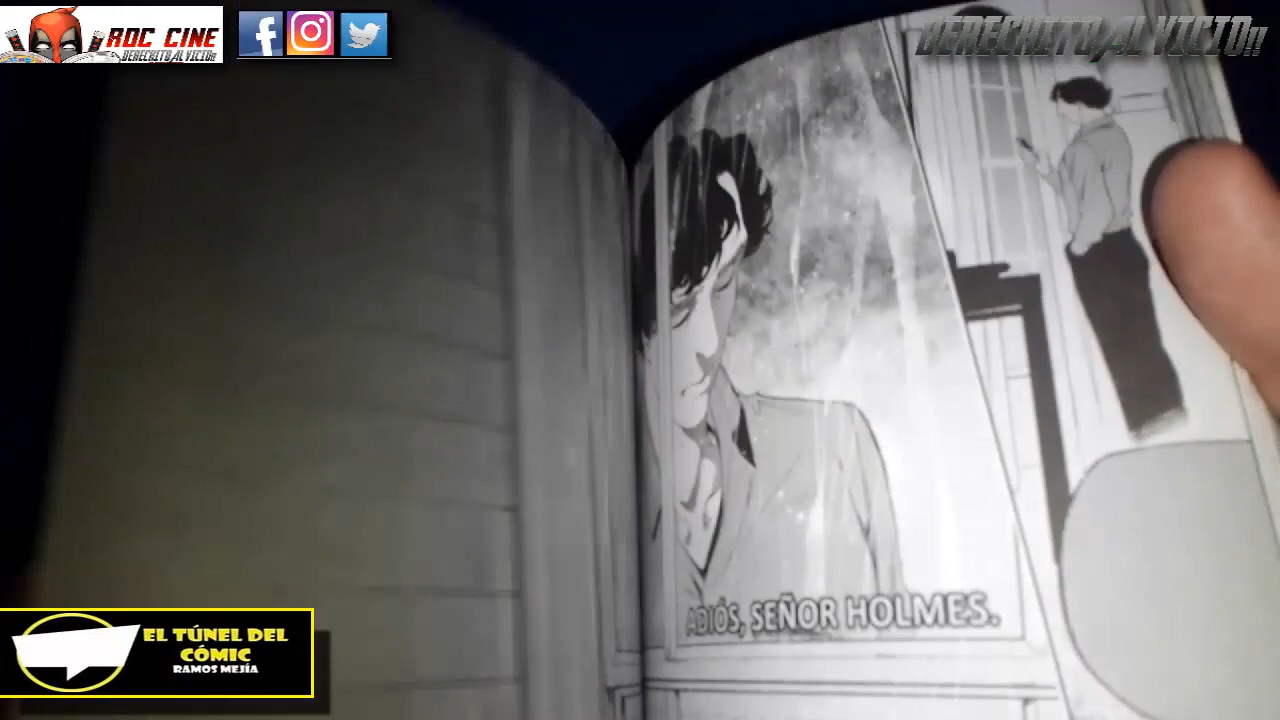 ROC CINE
DERECHITO AL VICIO!!
DERECHITO AL VICIO!!
ADIÓS, SEÑOR HOLMES.
EL TÚNEL DEL
CÓMIC
RAMOS MEJÍA